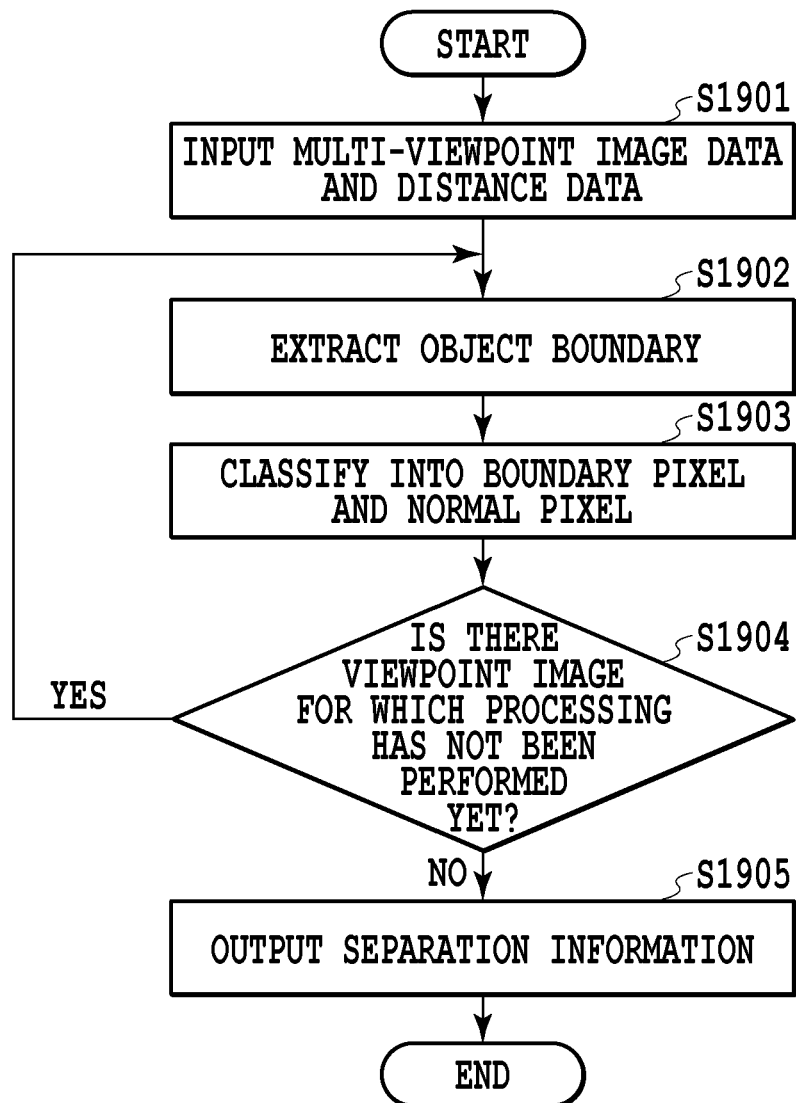 START
S1901
INPUT MULTI-VIEWPOINT IMAGE DATA
AND DISTANCE DATA
S1902
EXTRACT OBJECT BOUNDARY
S1903
CLASSIFY INTO BOUNDARY PIXEL
AND NORMAL PIXEL
S1904
IS THERE
VIEWPOINT IMAGE
FOR WHICH PROCESSING
HAS NOT BEEN
PERFORMED
YET?
YES
NO
S1905
OUTPUT SEPARATION INFORMATION
END